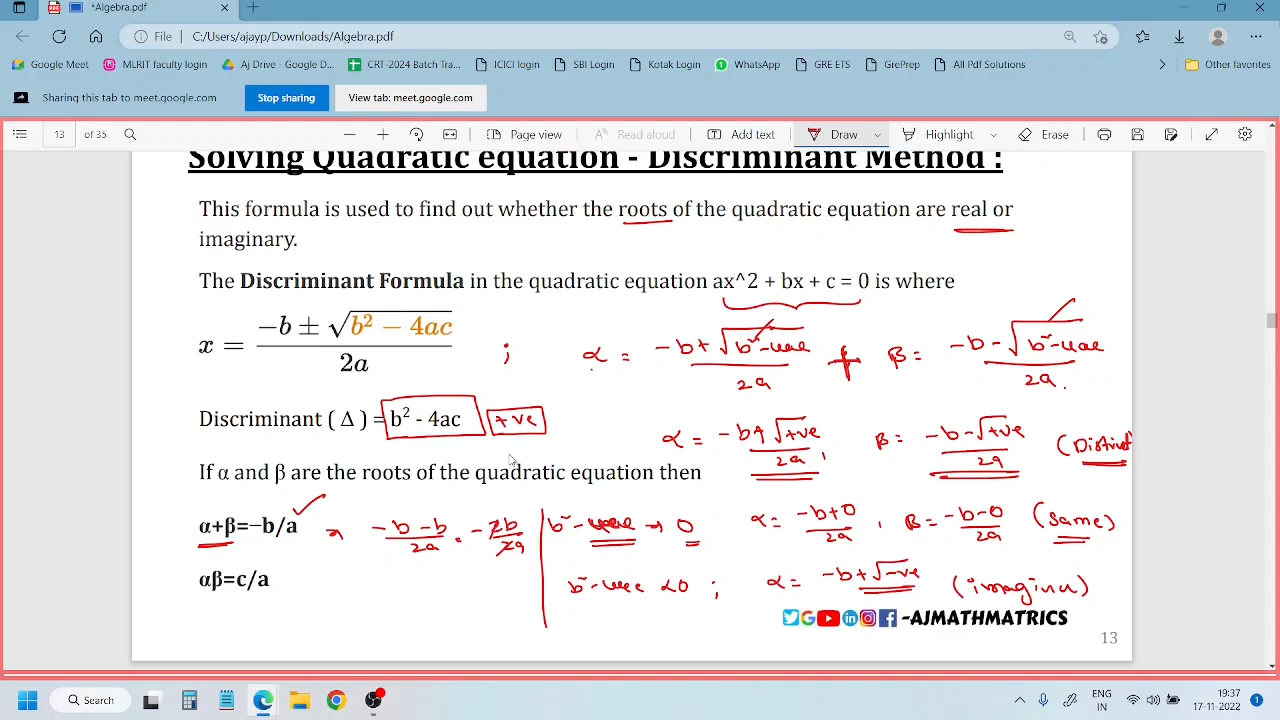 *Algebra.pdf
File C:/Users/ajayp/Downloads/Algebra.pdf
Google Meet MLRIT faculty login Aj Drive - Google D... CRT -2024 Batch Tra... ICICI login SBI Login Kotak Login WhatsApp GRE ETS GrePrep All Pdf Solutions Other favorites
Sharing this tab to meet.google.com Stop sharing View tab: meet.google.com
13 of 35 Page view Read aloud Add text Draw Highlight Erase
Solving Quadratic equation - Discriminant Method :
This formula is used to find out whether the roots of the quadratic equation are real or
imaginary.
The Discriminant Formula in the quadratic equation ax^2 + bx + c = 0 is where
x = −b ± √b² − 4ac / 2a ; α = −b + √b²−4ac / 2a + β = −b − √b²−4ac / 2a
Discriminant ( Δ ) = b² - 4ac +ve
α = −b+√+ve / 2a , β = −b−√+ve / 2a (Distinct
If α and β are the roots of the quadratic equation then
α+β=−b/a ⇒ −b−b / 2a = −2b / 2a b²−4ac → 0 α = −b+0 / 2a , β = −b−0 / 2a (same)
αβ=c/a b²−4ac <0 ; α = −b+√−ve
-AJMATHMATRICS
13
Search
ENG
IN
19:37
17-11-2022
1